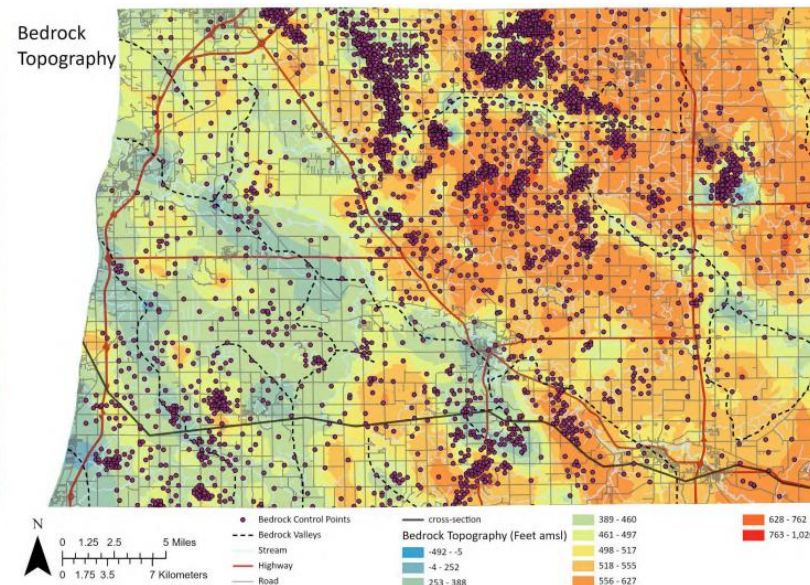 Bedrock
Topography
N
0 1.25 2.5 5 Miles
0 1.75 3.5 7 Kilometers
Bedrock Control Points
Bedrock Valleys
Stream
Highway
Road
cross-section
Bedrock Topography (Feet amsl)
-492 - -5
-4 - 252
253 - 388
389 - 460
461 - 497
498 - 517
518 - 555
556 - 627
628 - 762